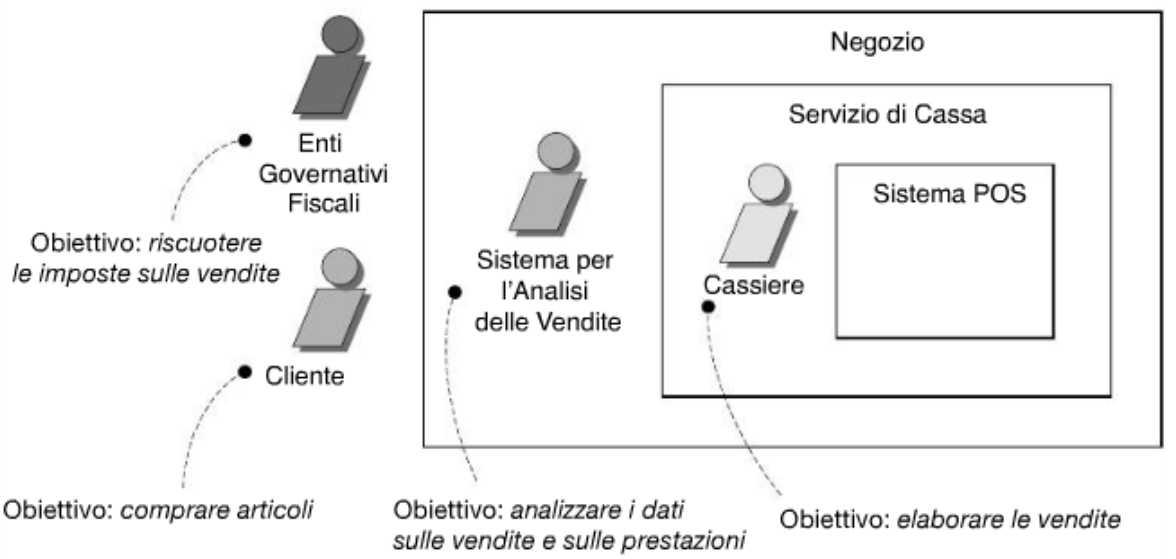 Negozio
Servizio di Cassa
Sistema POS
Enti
Governativi
Fiscali
Obiettivo: riscuotere
le imposte sulle vendite
Sistema per
l'Analisi
delle Vendite
Cassiere
Cliente
Obiettivo: comprare articoli
Obiettivo: analizzare i dati
sulle vendite e sulle prestazioni
Obiettivo: elaborare le vendite